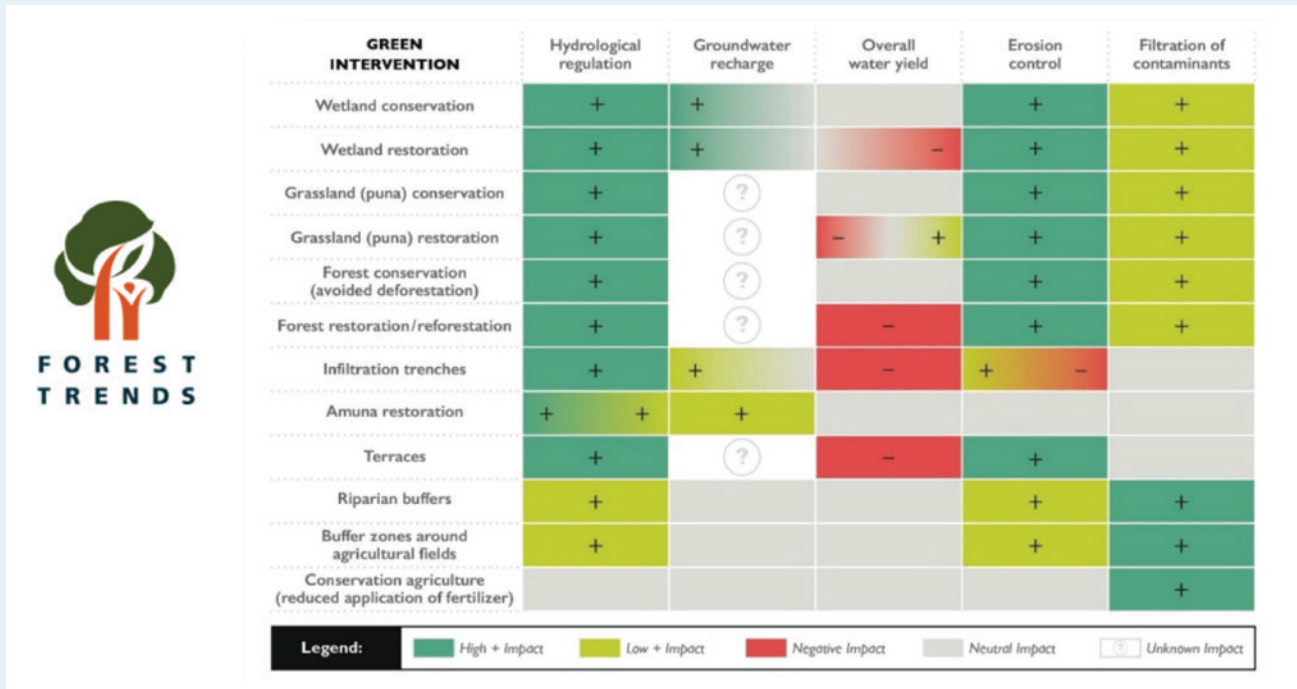 FOREST
TRENDS
GREEN
INTERVENTION
Hydrological
regulation
Groundwater
recharge
Overall
water yield
Erosion
control
Filtration of
contaminants
Wetland conservation
+ + + +
Wetland restoration
+ + − + +
Grassland (puna) conservation
+ ? + +
Grassland (puna) restoration
+ ? − + + +
Forest conservation
(avoided deforestation)
+ ? + +
Forest restoration/reforestation
+ ? − + +
Infiltration trenches
+ + − + −
Amuna restoration
+ + +
Terraces
+ ? − +
Riparian buffers
+ + +
Buffer zones around
agricultural fields
+ + +
Conservation agriculture
(reduced application of fertilizer)
+
Legend: High + Impact Low + Impact Negative Impact Neutral Impact ? Unknown Impact